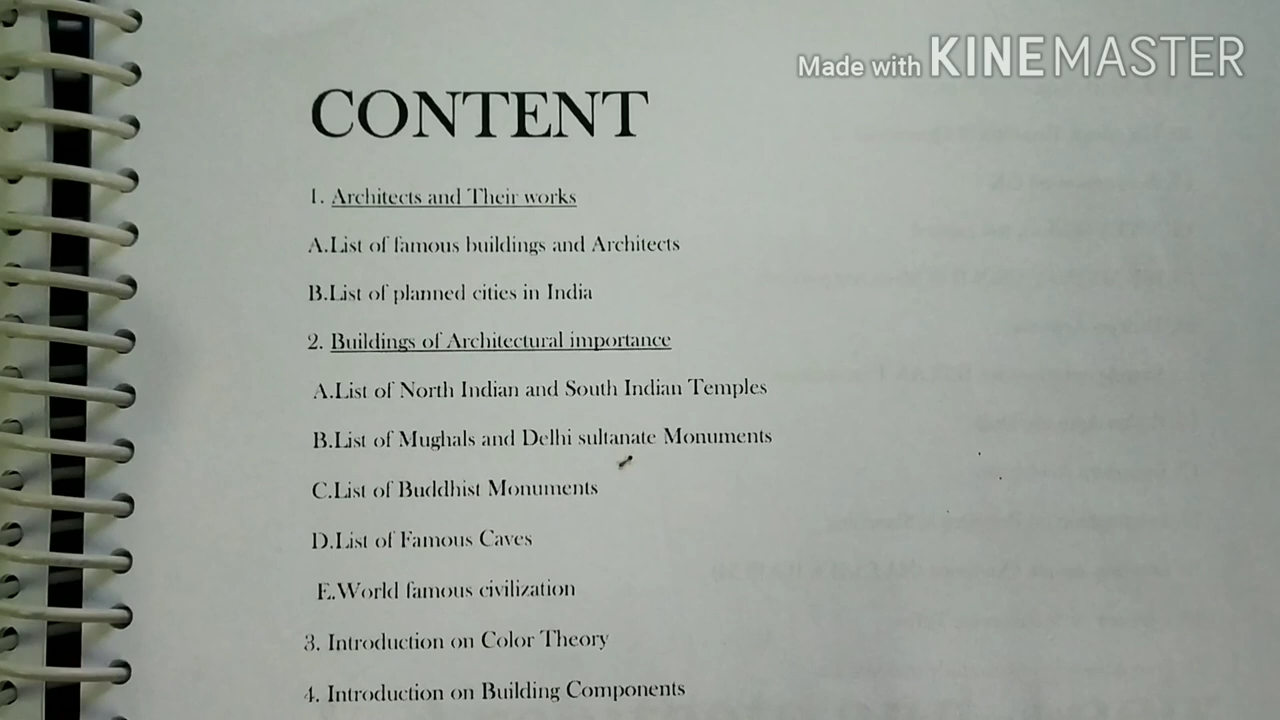 Made with KINEMASTER
CONTENT
1. Architects and Their works
A.List of famous buildings and Architects
B.List of planned cities in India
2. Buildings of Architectural importance
A.List of North Indian and South Indian Temples
B.List of Mughals and Delhi sultanate Monuments
C.List of Buddhist Monuments
D.List of Famous Caves
E.World famous civilization
3. Introduction on Color Theory
4. Introduction on Building Components